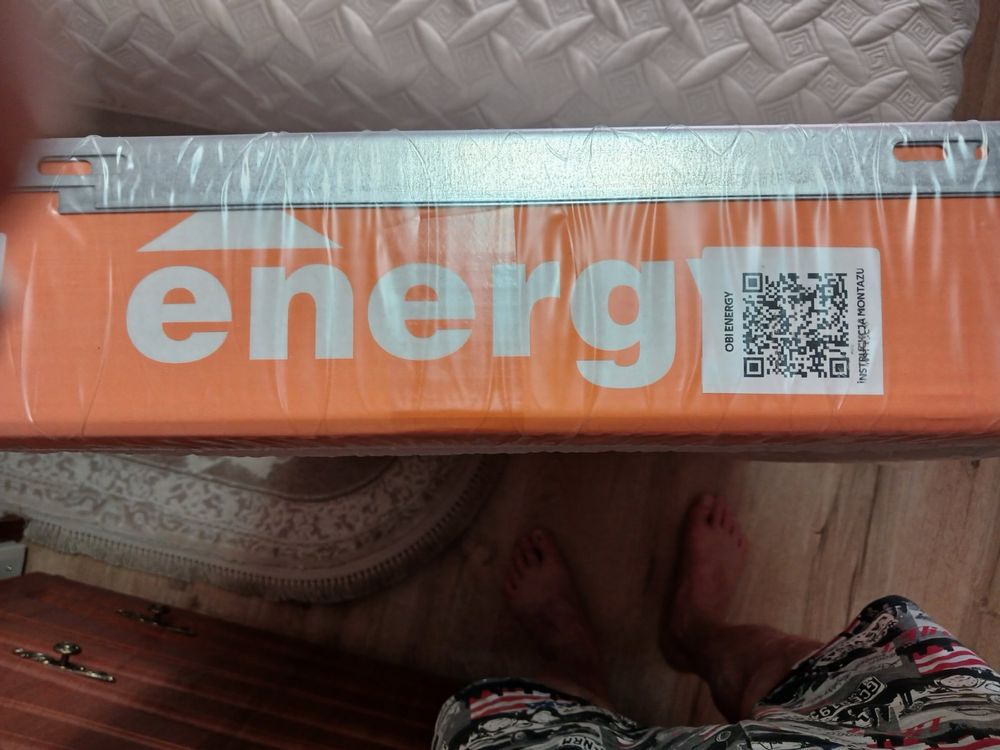 energy
OBI ENERGY
INSTRUKCJA MONTAŻU